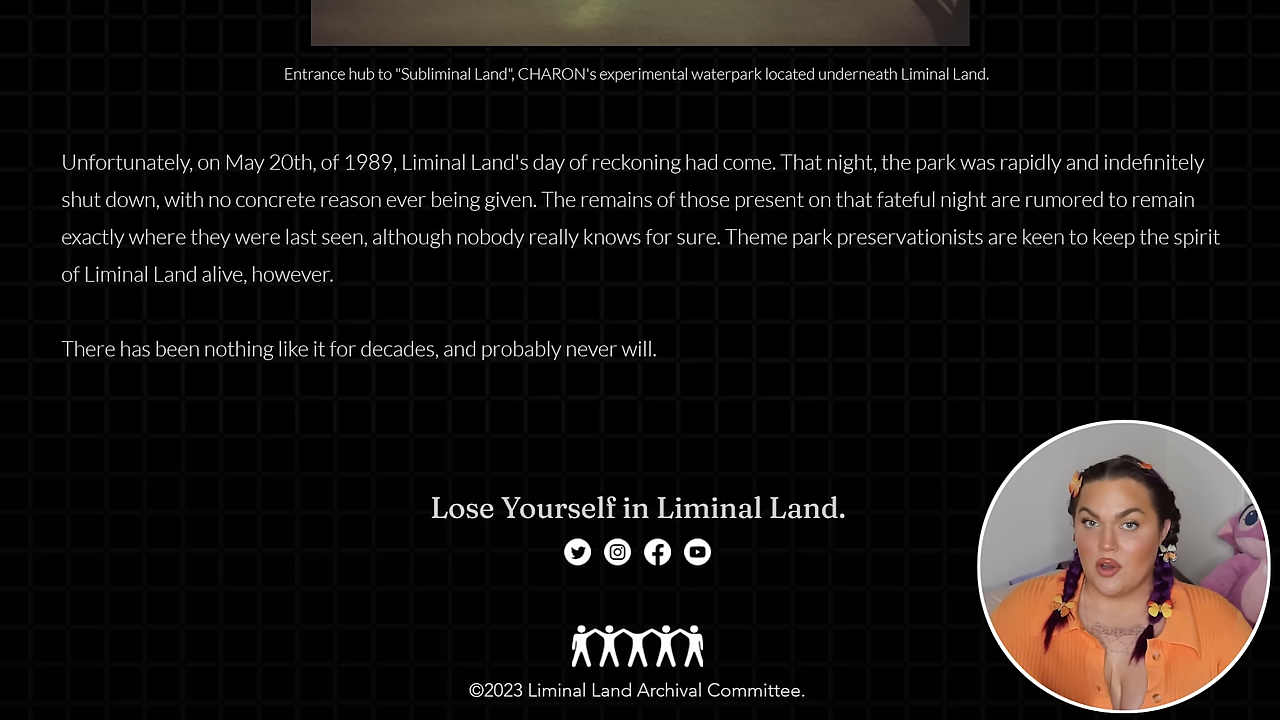 Entrance hub to "Subliminal Land", CHARON's experimental waterpark located underneath Liminal Land.
Unfortunately, on May 20th, of 1989, Liminal Land's day of reckoning had come. That night, the park was rapidly and indefinitely
shut down, with no concrete reason ever being given. The remains of those present on that fateful night are rumored to remain
exactly where they were last seen, although nobody really knows for sure. Theme park preservationists are keen to keep the spirit
of Liminal Land alive, however.
There has been nothing like it for decades, and probably never will.
Lose Yourself in Liminal Land.
©2023 Liminal Land Archival Committee.